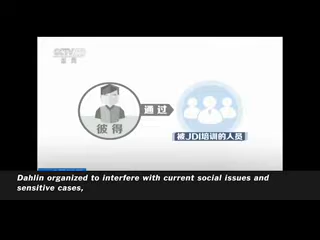 CCTV
彼得
通过
被JDI培训的人员
Dahlin organized to interfere with current social issues and
sensitive cases,